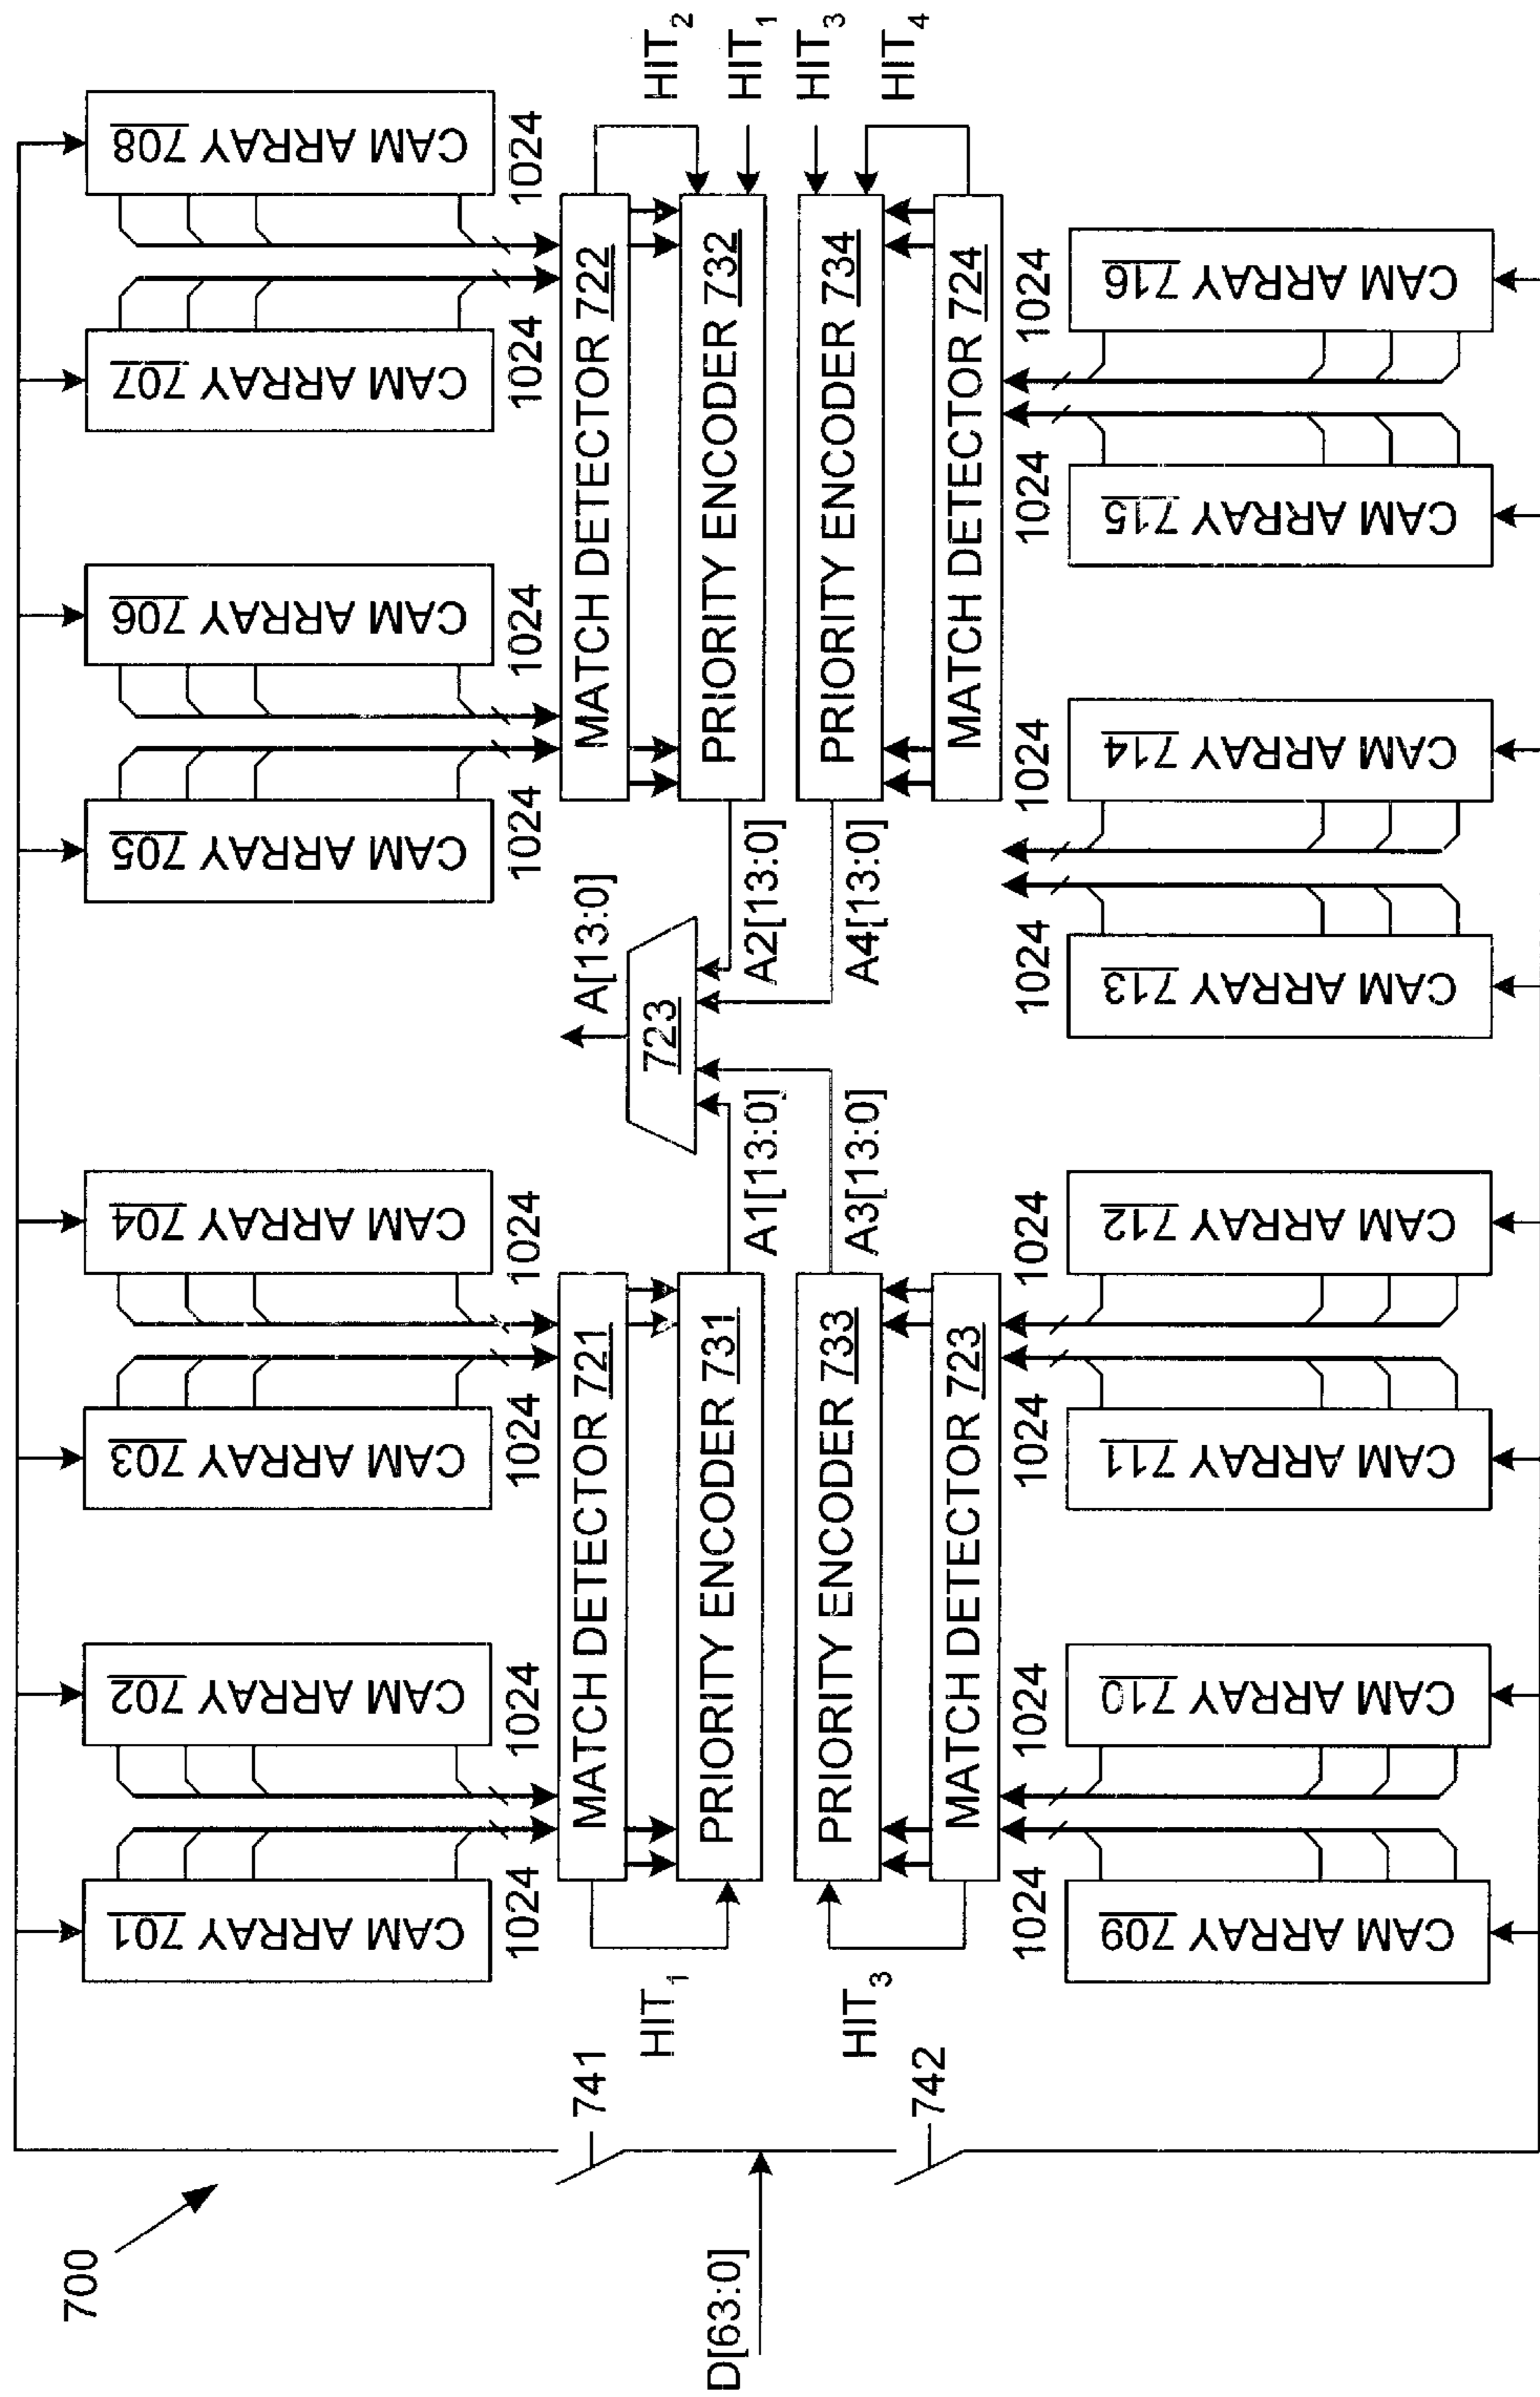 700
D[63:0]
741
742
CAM ARRAY 701
CAM ARRAY 702
CAM ARRAY 703
CAM ARRAY 704
CAM ARRAY 705
CAM ARRAY 706
CAM ARRAY 707
CAM ARRAY 708
1024
1024
1024
1024
1024
1024
1024
1024
HIT1
MATCH DETECTOR 721
PRIORITY ENCODER 731
A1[13:0]
723
A[13:0]
A2[13:0]
MATCH DETECTOR 722
PRIORITY ENCODER 732
HIT2
HIT1
HIT3
PRIORITY ENCODER 733
MATCH DETECTOR 723
A3[13:0]
A4[13:0]
PRIORITY ENCODER 734
MATCH DETECTOR 724
HIT3
HIT4
1024
1024
1024
1024
1024
1024
1024
1024
CAM ARRAY 709
CAM ARRAY 710
CAM ARRAY 711
CAM ARRAY 712
CAM ARRAY 713
CAM ARRAY 714
CAM ARRAY 715
CAM ARRAY 716